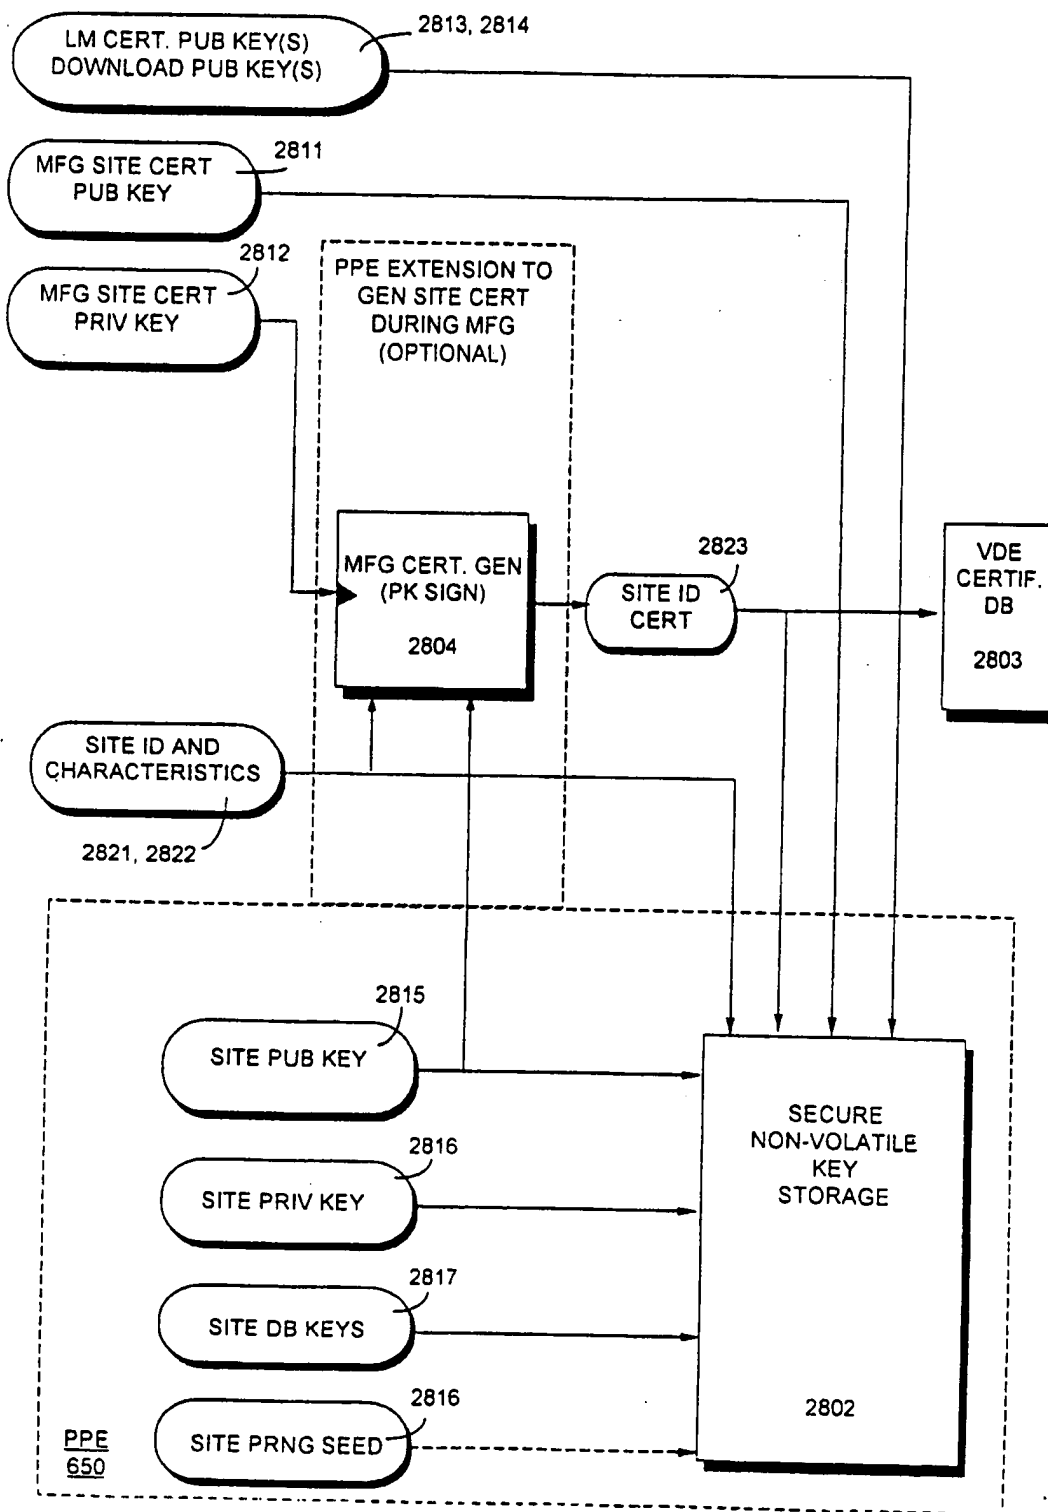 2813, 2814
LM CERT. PUB KEY(S)
DOWNLOAD PUB KEY(S)
2811
MFG SITE CERT
PUB KEY
2812
MFG SITE CERT
PRIV KEY
PPE EXTENSION TO
GEN SITE CERT
DURING MFG
(OPTIONAL)
MFG CERT. GEN
(PK SIGN)
2804
2823
SITE ID
CERT
VDE
CERTIF.
DB
2803
SITE ID AND
CHARACTERISTICS
2821, 2822
2815
SITE PUB KEY
2816
SITE PRIV KEY
2817
SITE DB KEYS
2816
SITE PRNG SEED
SECURE
NON-VOLATILE
KEY
STORAGE
2802
PPE
650